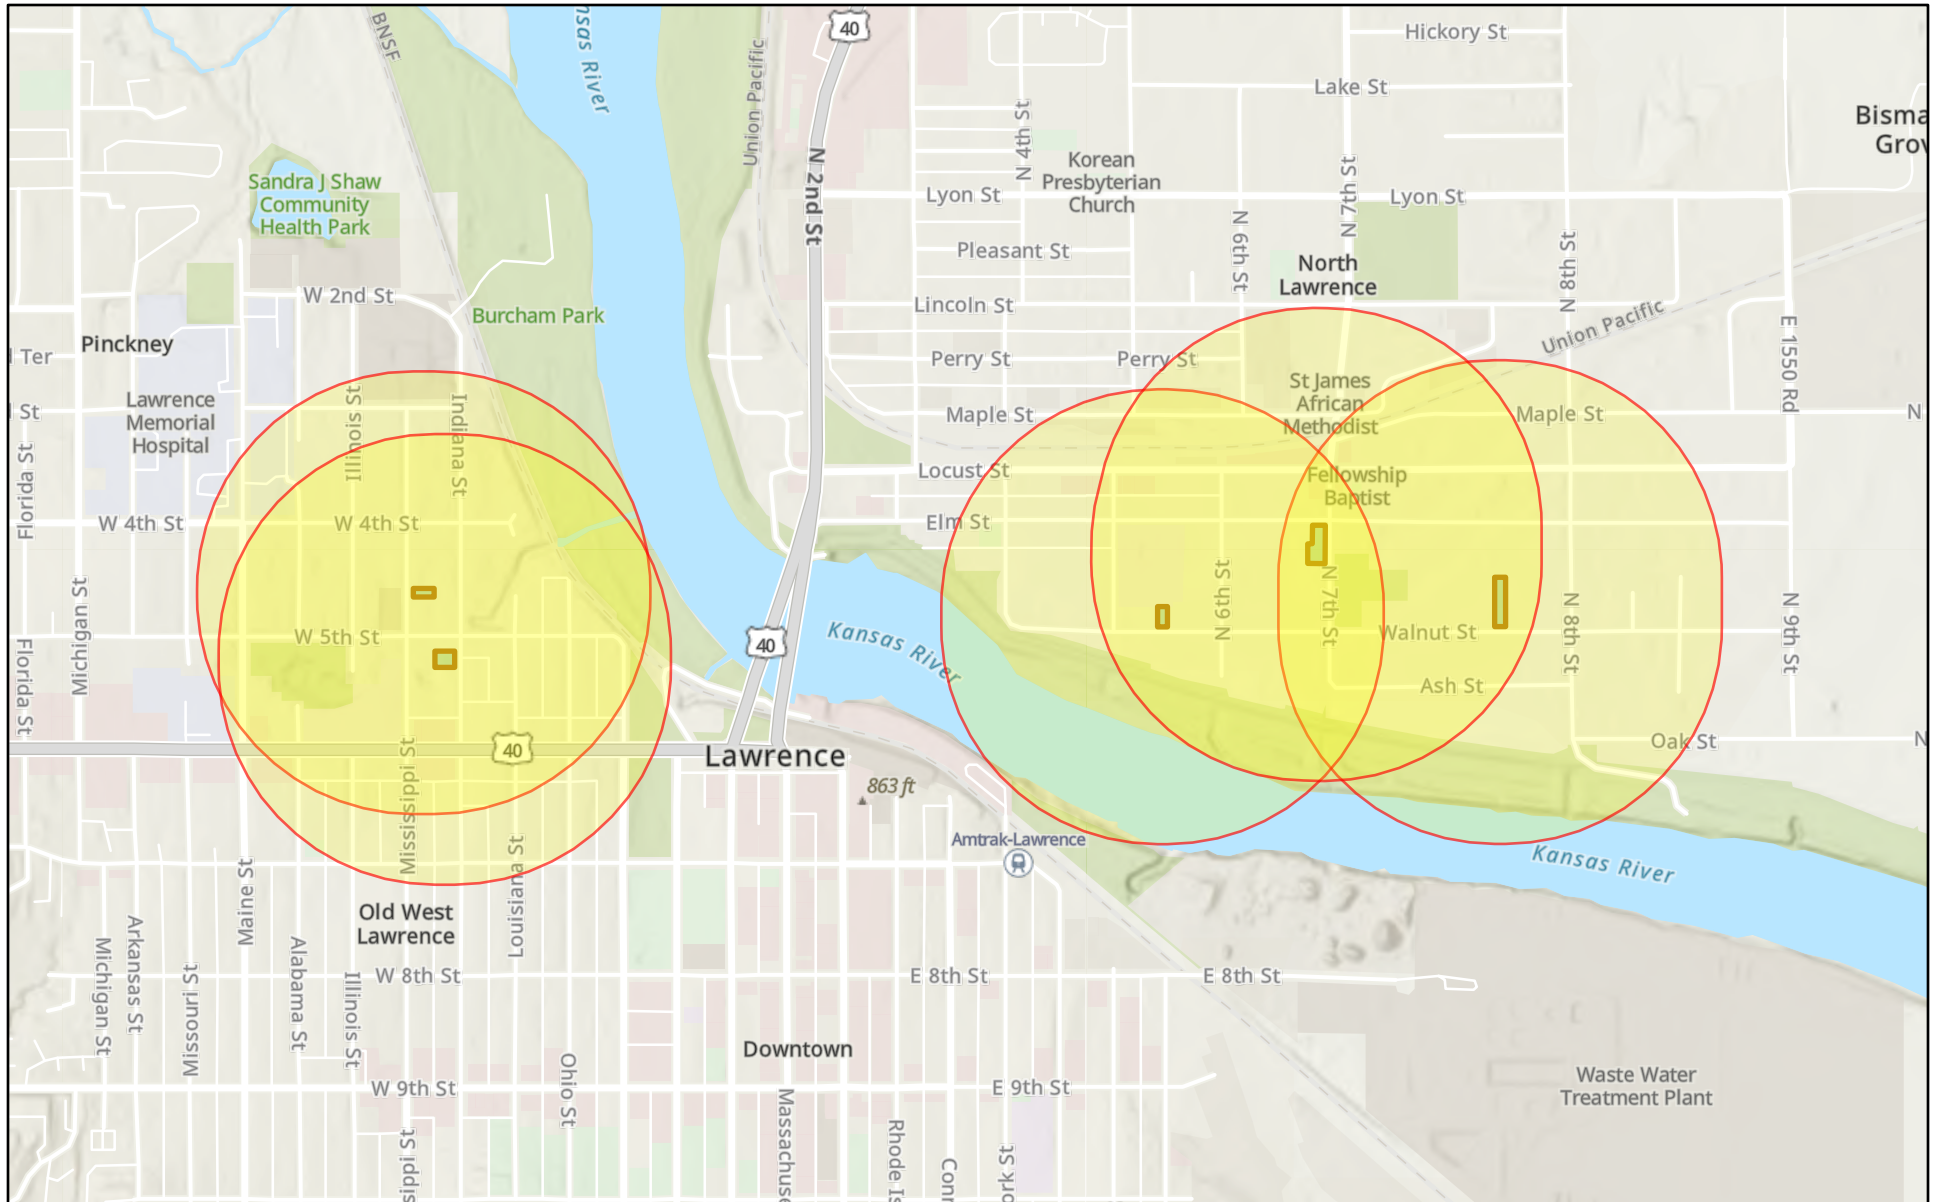 BNSF
nsas River
Union Pacific
40
N 2nd St
N 4th St
Hickory St
Lake St
Korean
Presbyterian
Church
Bisma
Grov
Sandra J Shaw
Community
Health Park
Lyon St
N 7th St
Lyon St
N 6th St
Pleasant St
N 8th St
North
Lawrence
W 2nd St
Burcham Park
Lincoln St
Union Pacific
E 1550 Rd
Pinckney
l Ter
Perry St
Perry St
St James
African
Methodist
Lawrence
Memorial
Hospital
l St
Illinois St
Indiana St
Maple St
Maple St
N
Florida St
Locust St
Fellowship
Baptist
W 4th St
W 4th St
Elm St
Michigan St
N 6th St
N 7th St
N 8th St
N 9th St
W 5th St
40
Kansas River
Walnut St
Florida St
Ash St
Mississippi St
40
Lawrence
Oak St
N
863 ft
Amtrak-Lawrence
Kansas River
Louisiana St
Maine St
Old West
Lawrence
Michigan St
Arkansas St
Missouri St
Alabama St
Illinois St
W 8th St
E 8th St
E 8th St
Downtown
Ohio St
W 9th St
E 9th St
Waste Water
Treatment Plant
sippi St
Massachuse
Rhode Is
Conn
ork St